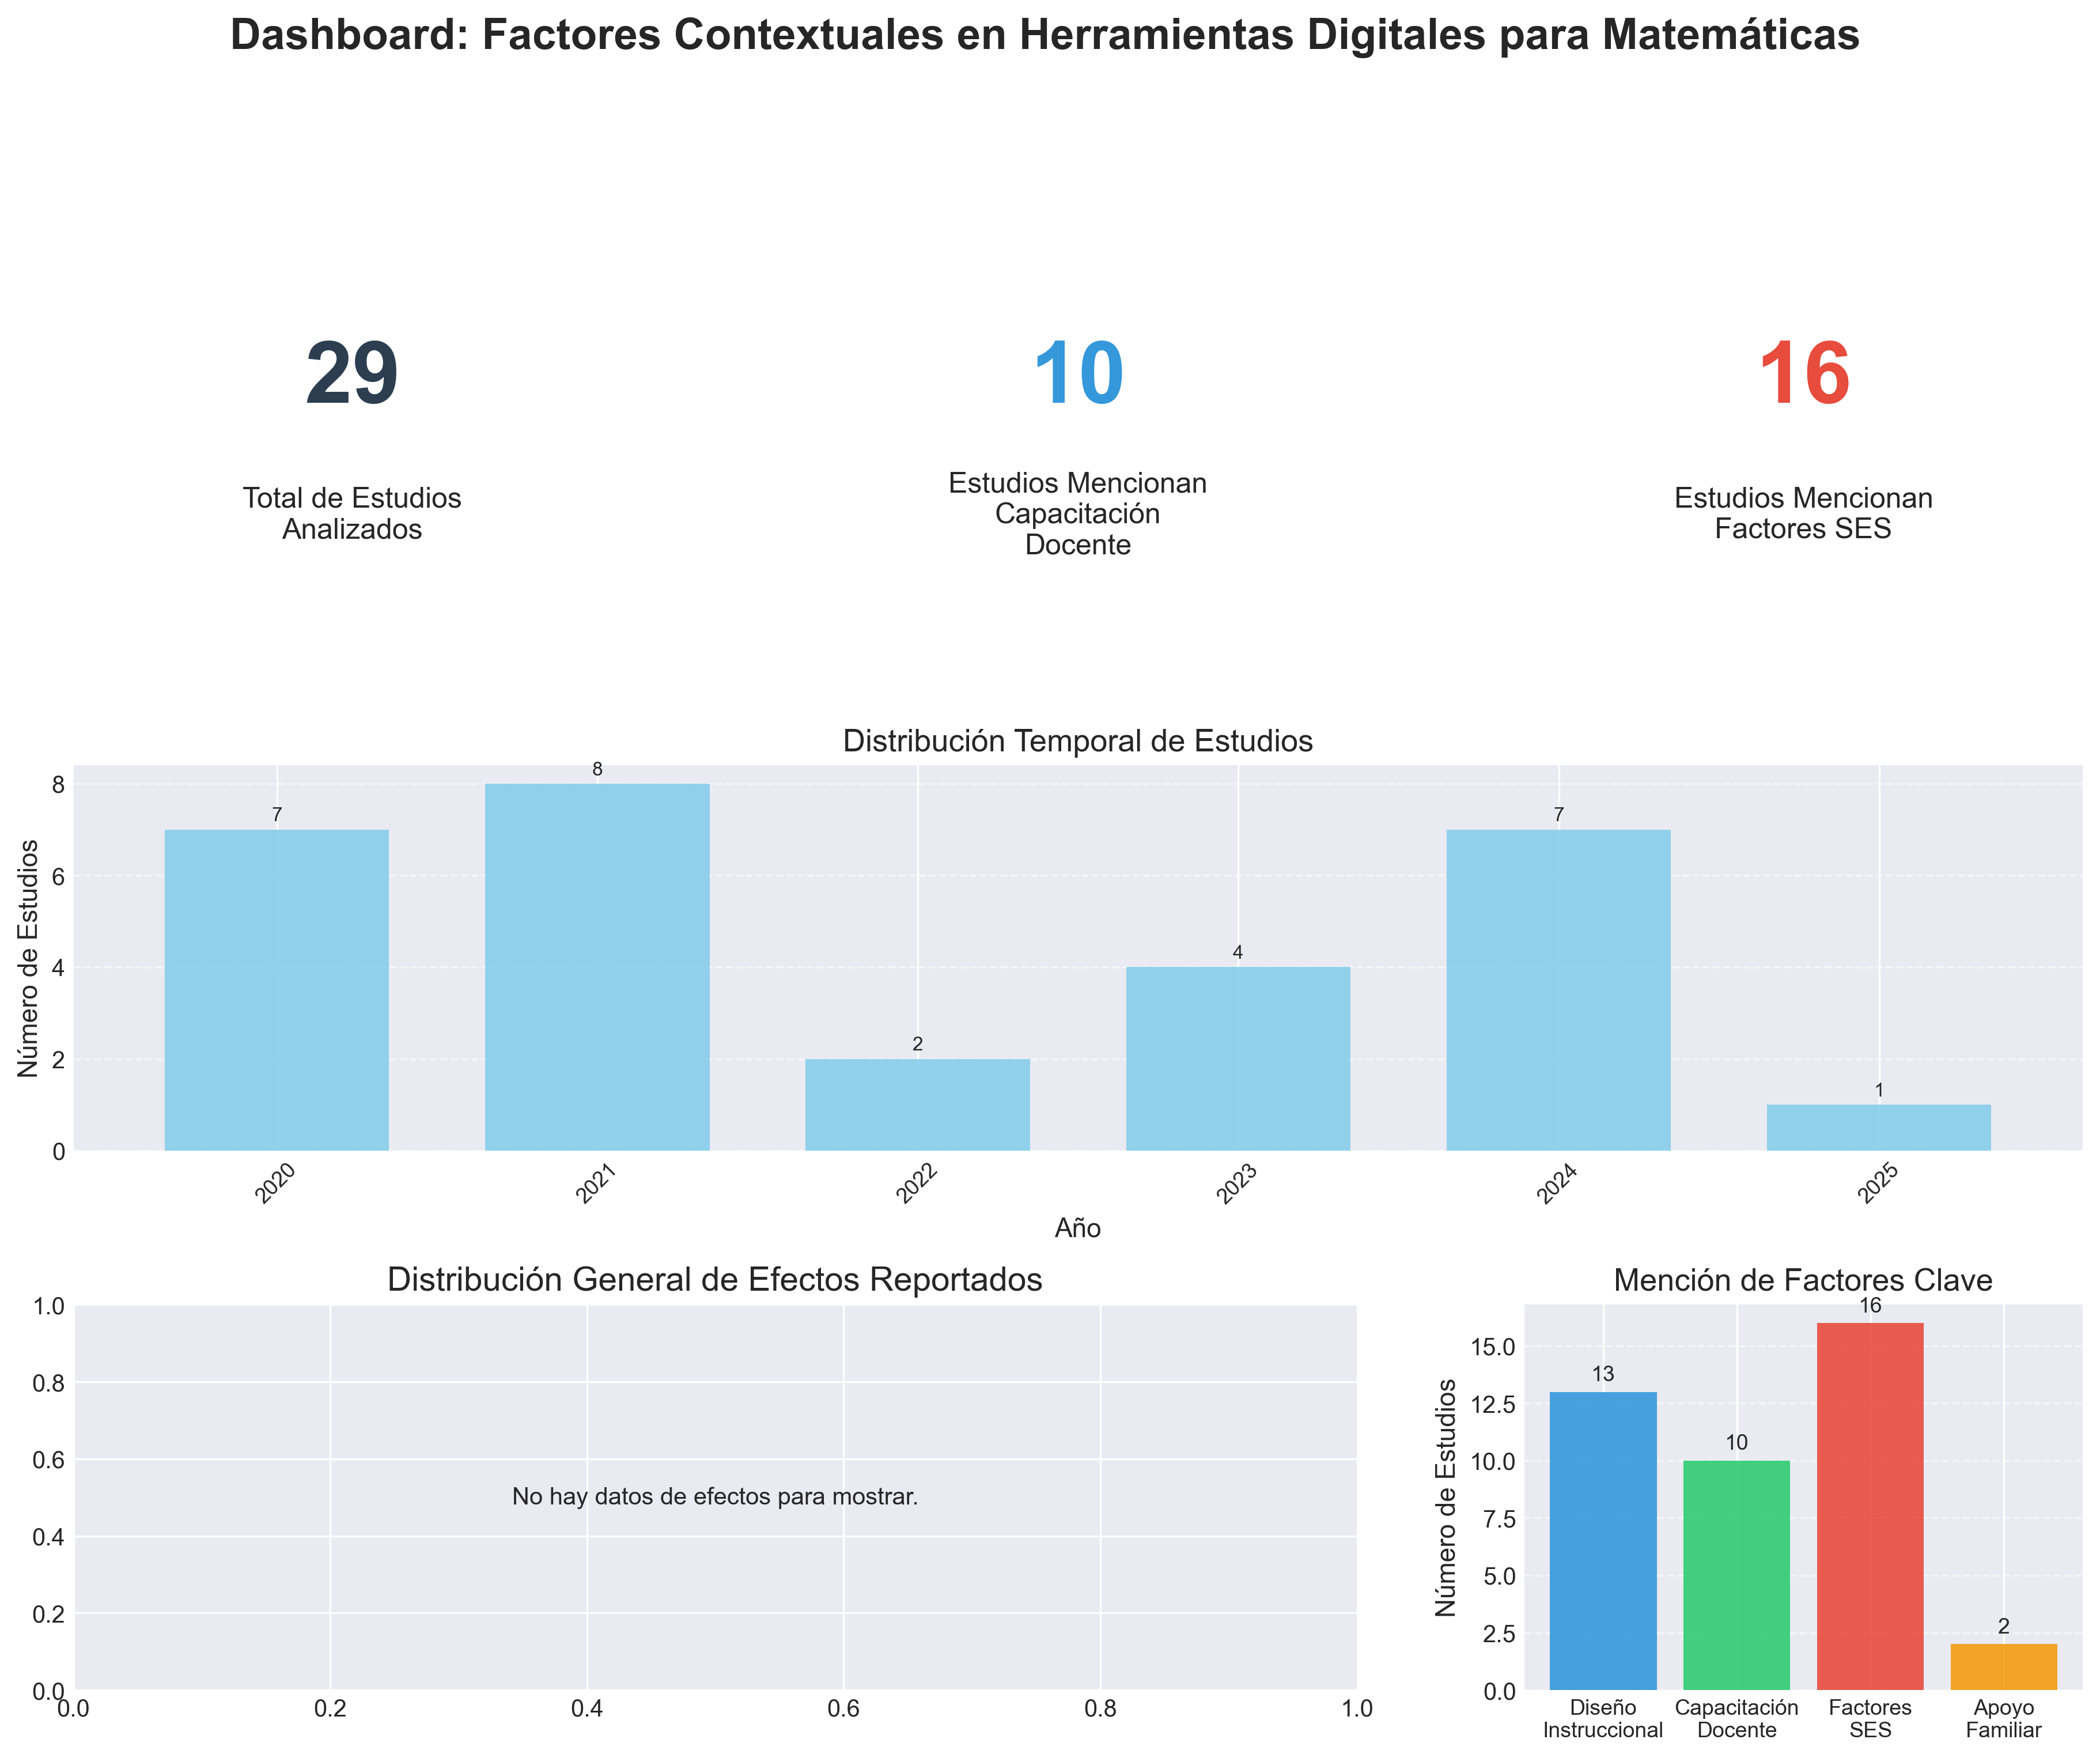 Dashboard: Factores Contextuales en Herramientas Digitales para Matemáticas
29
Total de Estudios
Analizados
10
Estudios Mencionan
Capacitación
Docente
16
Estudios Mencionan
Factores SES
Distribución Temporal de Estudios
Número de Estudios
8
6
4
2
0
7
8
2
4
7
1
2020
2021
2022
2023
2024
2025
Año
Distribución General de Efectos Reportados
1.0
0.8
0.6
0.4
0.2
0.0
No hay datos de efectos para mostrar.
0.0
0.2
0.4
0.6
0.8
1.0
Mención de Factores Clave
Número de Estudios
15.0
12.5
10.0
7.5
5.0
2.5
0.0
13
10
16
2
Diseño
Instruccional
Capacitación
Docente
Factores
SES
Apoyo
Familiar